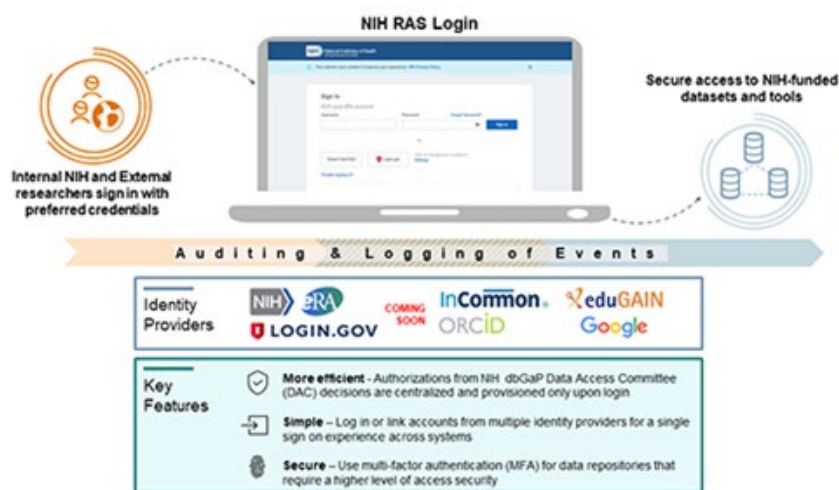 NIH RAS Login
Internal NIH and External
researchers sign in with
preferred credentials
Sign In
Secure access to NIH-funded
datasets and tools
Auditing & Logging of Events
Identity
Providers
NIH
eRA
LOGIN.GOV
COMING
SOON
InCommon®
eduGAIN
ORCiD
Google
Key
Features
More efficient - Authorizations from NIH dbGaP Data Access Committee
(DAC) decisions are centralized and provisioned only upon login
Simple – Log in or link accounts from multiple identity providers for a single
sign on experience across systems
Secure – Use multi-factor authentication (MFA) for data repositories that
require a higher level of access security